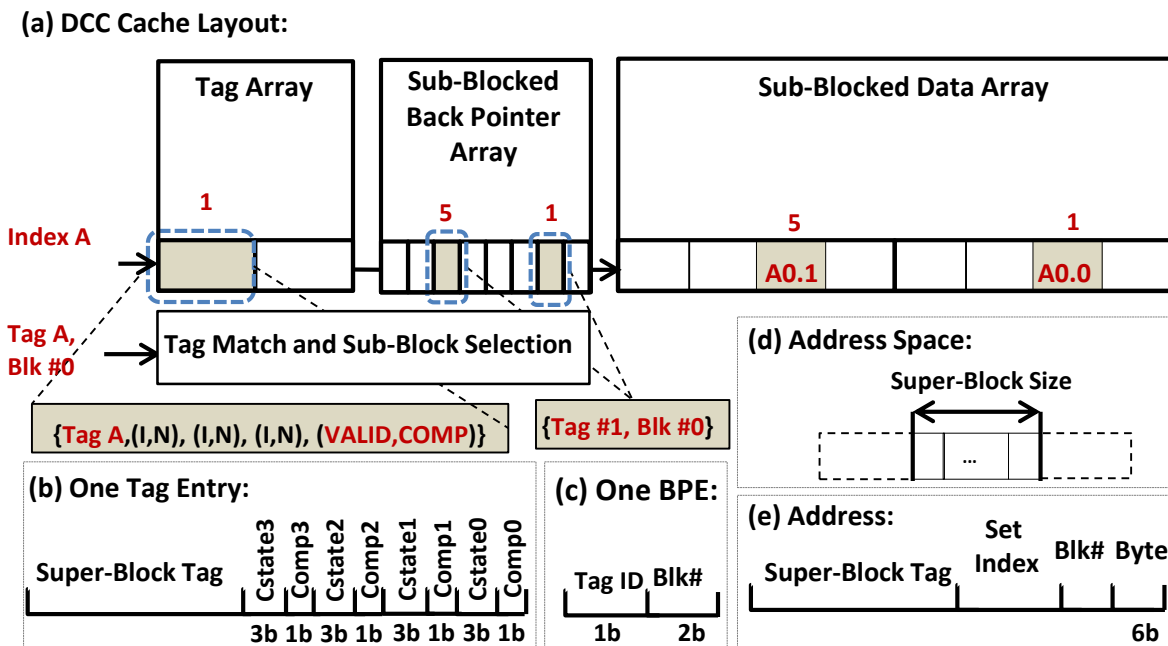 (a) DCC Cache Layout:
Tag Array
Sub-Blocked
Back Pointer
Array
Sub-Blocked Data Array
1
5
1
5
1
Index A
A0.1
A0.0
Tag A,
Blk #0
Tag Match and Sub-Block Selection
{Tag A,(I,N), (I,N), (I,N), (VALID,COMP)}
{Tag #1, Blk #0}
(d) Address Space:
Super-Block Size
...
(b) One Tag Entry:
Super-Block Tag
Cstate3
Comp3
Cstate2
Comp2
Cstate1
Comp1
Cstate0
Comp0
3b 1b 3b 1b 3b 1b 3b 1b
(c) One BPE:
Tag ID Blk#
1b 2b
(e) Address:
Super-Block Tag
Set
Index
Blk# Byte
6b